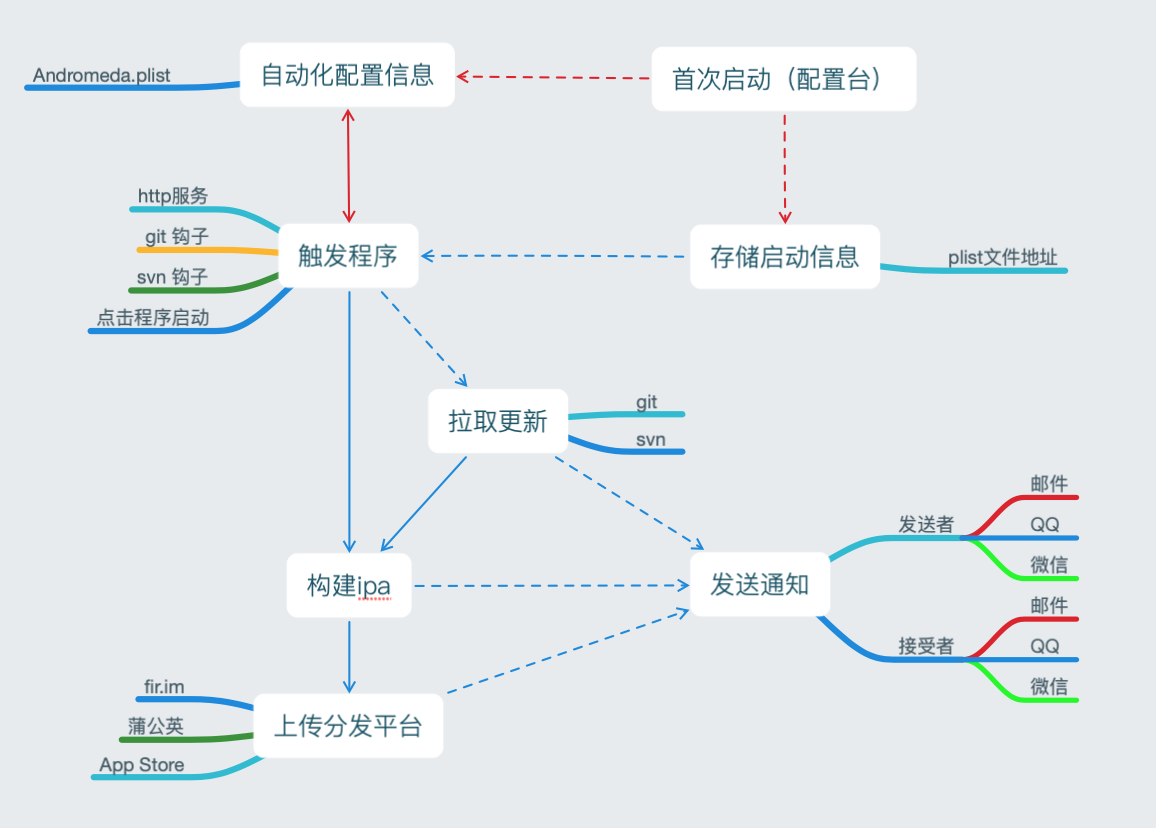 Andromeda.plist
自动化配置信息
首次启动（配置台）
http服务
git 钩子
svn 钩子
点击程序启动
触发程序
存储启动信息
plist文件地址
拉取更新
git
svn
构建ipa
发送通知
发送者
邮件
QQ
微信
接受者
邮件
QQ
微信
fir.im
蒲公英
App Store
上传分发平台